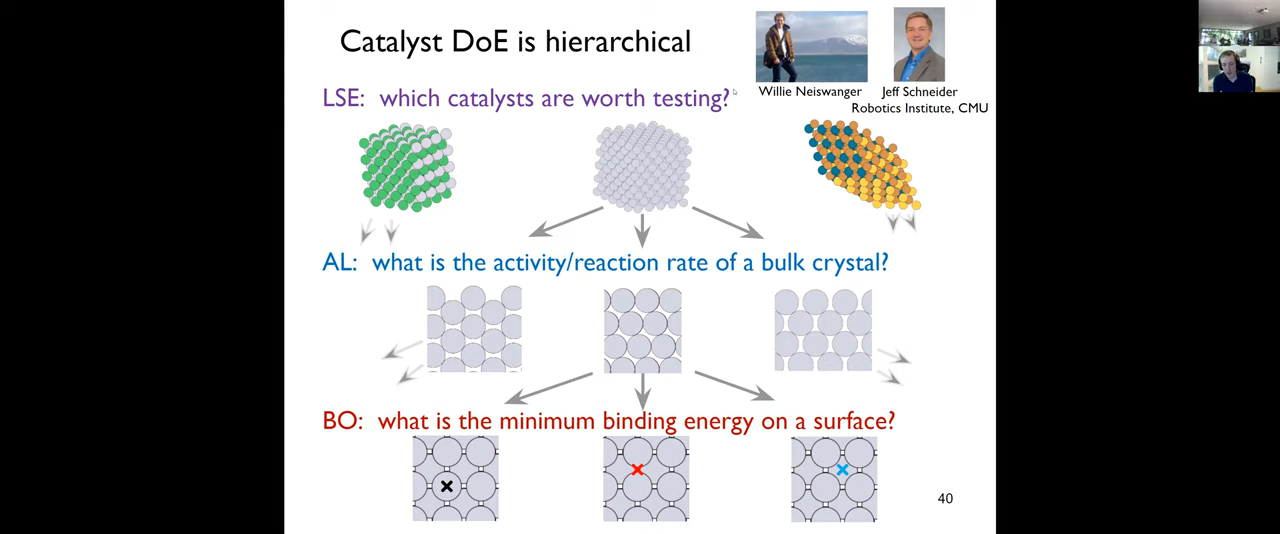 Catalyst DoE is hierarchical
Willie Neiswanger
Jeff Schneider
Robotics Institute, CMU
LSE: which catalysts are worth testing?
AL: what is the activity/reaction rate of a bulk crystal?
BO: what is the minimum binding energy on a surface?
40